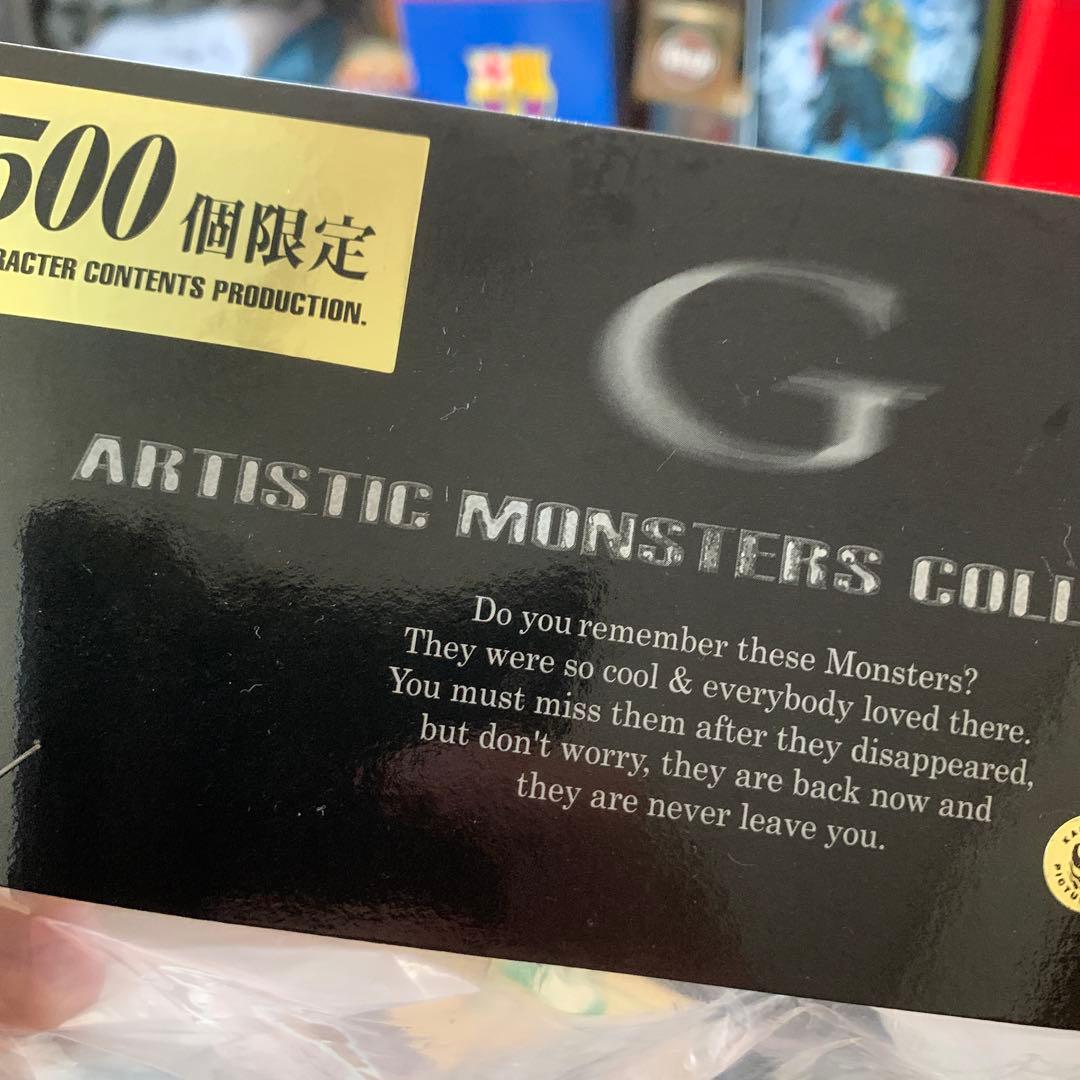 500 個限定
CONTENTS PRODUCTION.
G
ARTISTIC MONSTERS
Do you remember these Monsters?
They were so cool & everybody loved there.
You must miss them after they disappeared,
but don't worry, they are back now and
they are never leave you.